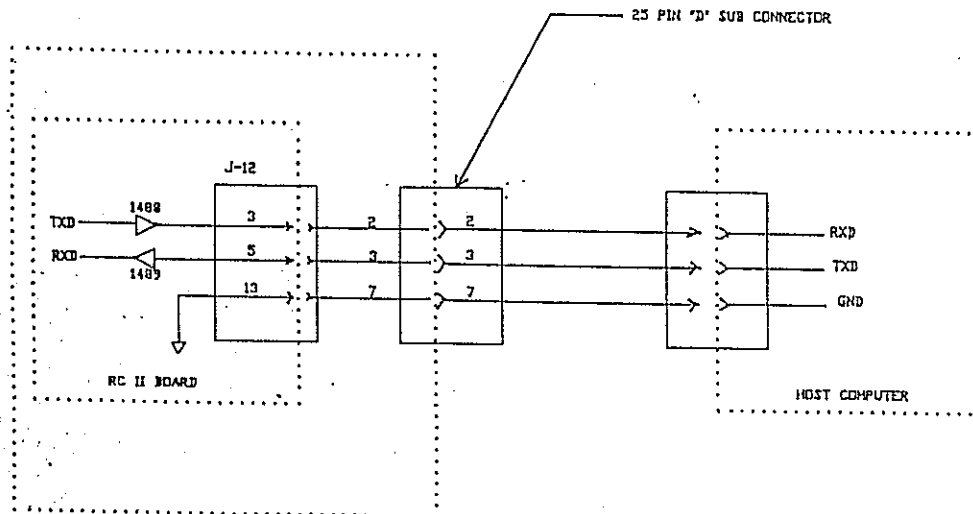 25 PIN "D" SUB CONNECTOR
J-12
TXD 1488 3 2 2 RXD
RXD 1489 5 3 3 TXD
13 7 7 GND
RC II BOARD
HOST COMPUTER